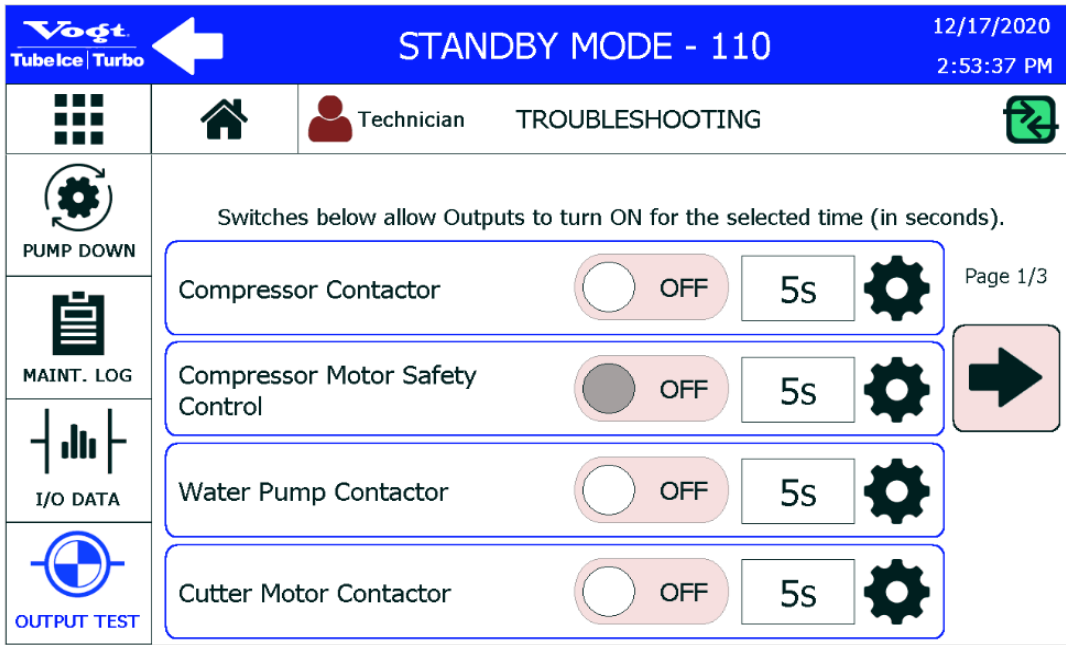 Vogt
TubeIce | Turbo
STANDBY MODE - 110
12/17/2020
2:53:37 PM
Technician
TROUBLESHOOTING
PUMP DOWN
MAINT. LOG
I/O DATA
OUTPUT TEST
Switches below allow Outputs to turn ON for the selected time (in seconds).
Compressor Contactor
OFF
5s
Compressor Motor Safety
Control
OFF
5s
Water Pump Contactor
OFF
5s
Cutter Motor Contactor
OFF
5s
Page 1/3